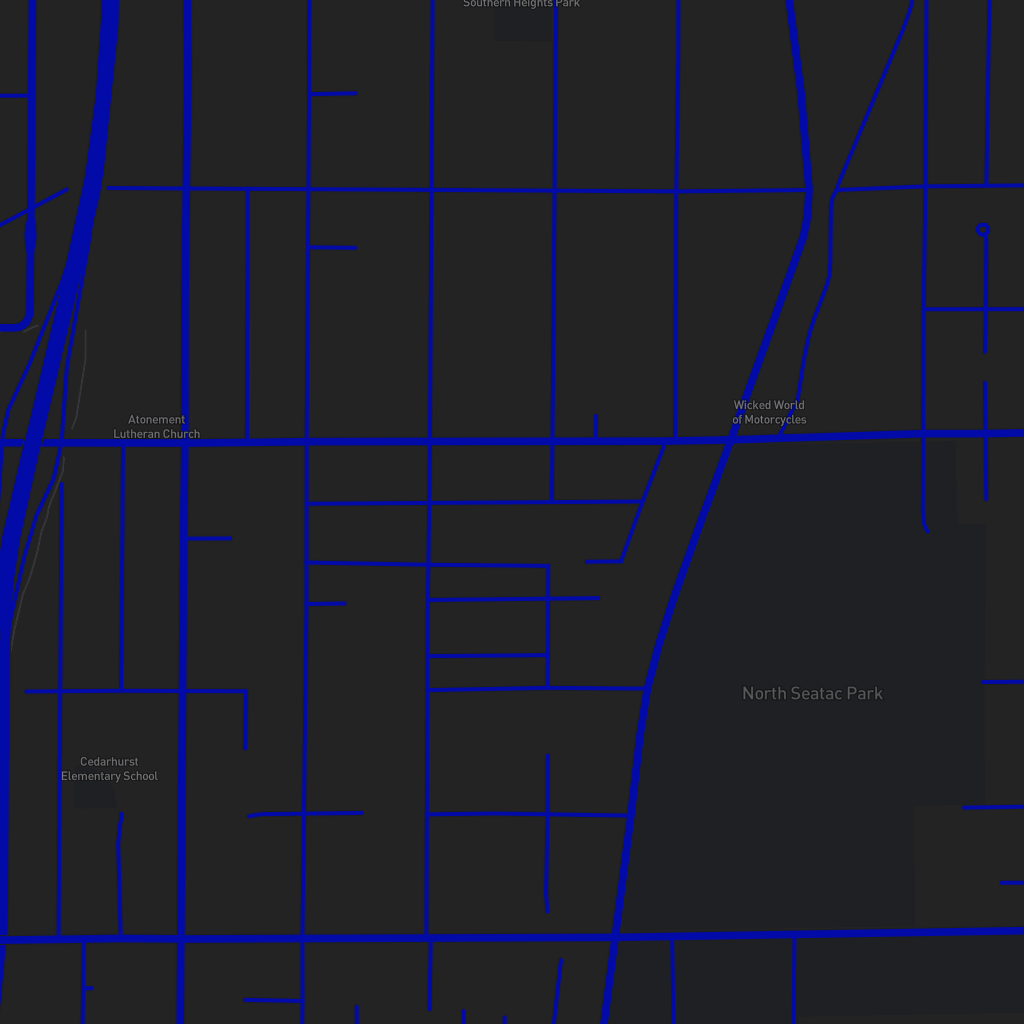 Southern Heights Park
Wicked World
of Motorcycles
Atonement
Lutheran Church
North Seatac Park
Cedarhurst
Elementary School